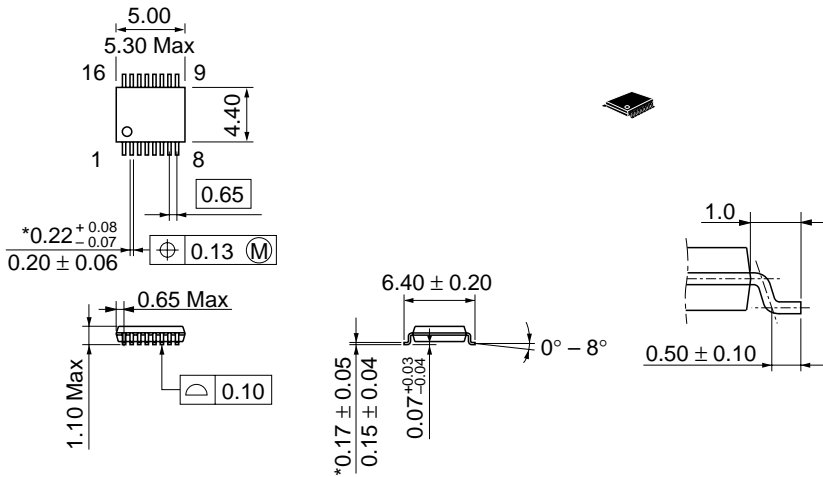 5.00
5.30 Max
16 9
4.40
1 8
0.65
*0.22 + 0.08 − 0.07
0.20 ± 0.06
0.13 Ⓜ
1.0
6.40 ± 0.20
0.65 Max
0° – 8°
0.50 ± 0.10
1.10 Max
0.10
*0.17 ± 0.05
0.15 ± 0.04
0.07 +0.03 −0.04